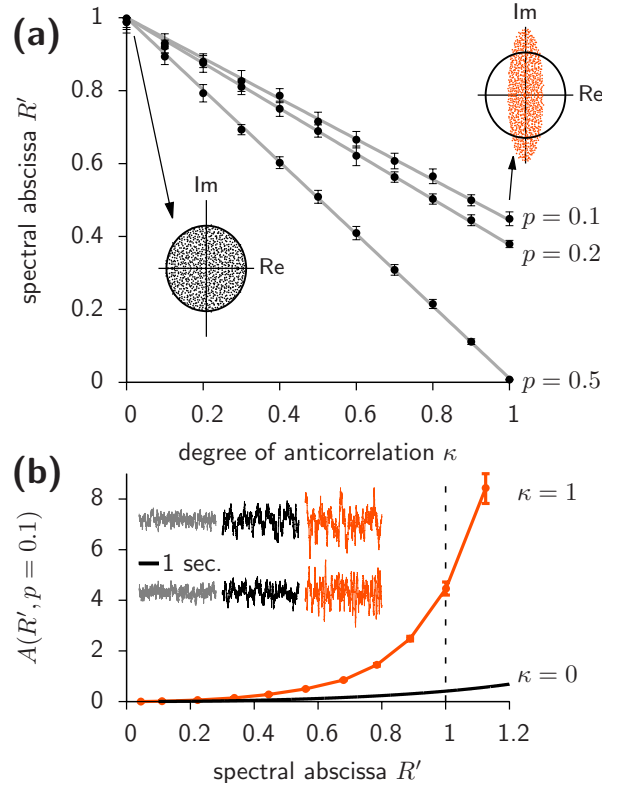 (a)
spectral abscissa R′
1
0.8
0.6
0.4
0.2
0
0
0.2
0.4
0.6
0.8
1
degree of anticorrelation κ
Im
Re
Im
Re
p = 0.1
p = 0.2
p = 0.5
(b)
A(R′, p = 0.1)
8
6
4
2
0
0
0.2
0.4
0.6
0.8
1
1.2
spectral abscissa R′
1 sec.
κ = 1
κ = 0